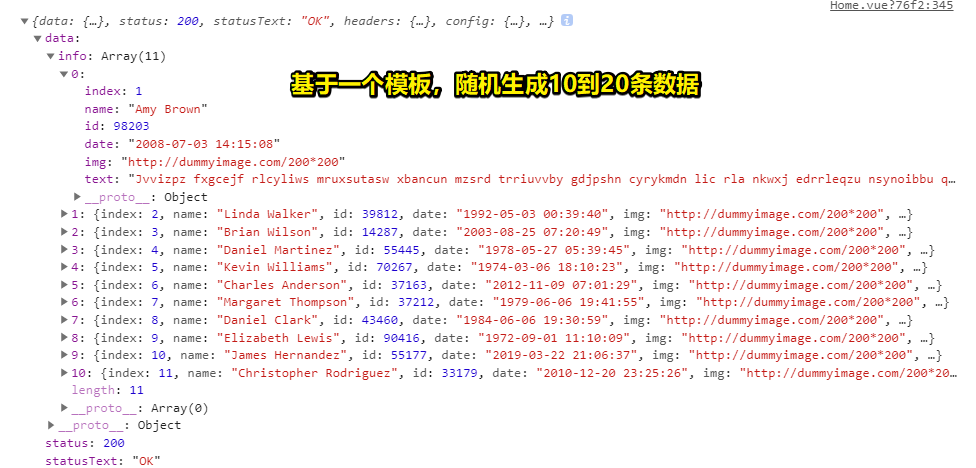 Home.vue?76f2:345
{data: {…}, status: 200, statusText: "OK", headers: {…}, config: {…}, …}
data:
info: Array(11)
0:
基于一个模板，随机生成10到20条数据
index: 1
name: "Amy Brown"
id: 98203
date: "2008-07-03 14:15:08"
img: "http://dummyimage.com/200*200"
text: "Jvvizpz fxgcejf rlcyliws mruxsutasw xbancun mzsrd trriuvvby gdjpshn cyrykmdn lic rla nkwxj edrrleqzu nsynoibbu q…
__proto__: Object
1: {index: 2, name: "Linda Walker", id: 39812, date: "1992-05-03 00:39:40", img: "http://dummyimage.com/200*200", …}
2: {index: 3, name: "Brian Wilson", id: 14287, date: "2003-08-25 07:20:49", img: "http://dummyimage.com/200*200", …}
3: {index: 4, name: "Daniel Martinez", id: 55445, date: "1978-05-27 05:39:45", img: "http://dummyimage.com/200*200", …}
4: {index: 5, name: "Kevin Williams", id: 70267, date: "1974-03-06 18:10:23", img: "http://dummyimage.com/200*200", …}
5: {index: 6, name: "Charles Anderson", id: 37163, date: "2012-11-09 07:01:29", img: "http://dummyimage.com/200*200", …}
6: {index: 7, name: "Margaret Thompson", id: 37212, date: "1979-06-06 19:41:55", img: "http://dummyimage.com/200*200", …}
7: {index: 8, name: "Daniel Clark", id: 43460, date: "1984-06-06 19:30:59", img: "http://dummyimage.com/200*200", …}
8: {index: 9, name: "Elizabeth Lewis", id: 90416, date: "1972-09-01 11:10:09", img: "http://dummyimage.com/200*200", …}
9: {index: 10, name: "James Hernandez", id: 55177, date: "2019-03-22 21:06:37", img: "http://dummyimage.com/200*200", …}
10: {index: 11, name: "Christopher Rodriguez", id: 33179, date: "2010-12-20 23:25:26", img: "http://dummyimage.com/200*20…
length: 11
__proto__: Array(0)
__proto__: Object
status: 200
statusText: "OK"